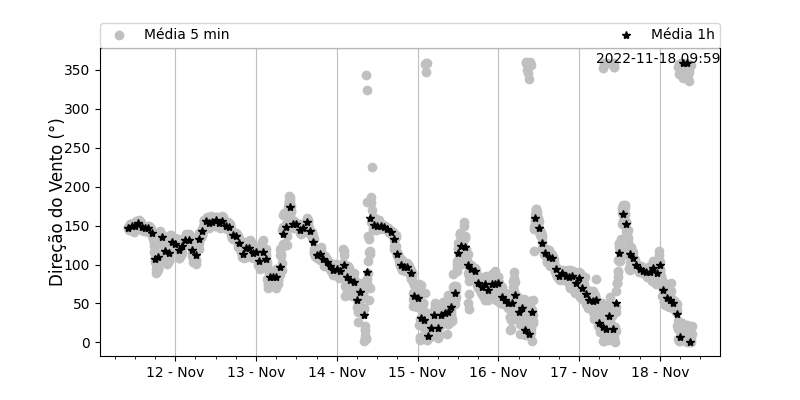 Média 5 min
Média 1h
2022-11-18 09:59
Direção do Vento (°)
350
300
250
200
150
100
50
0
12 - Nov
13 - Nov
14 - Nov
15 - Nov
16 - Nov
17 - Nov
18 - Nov